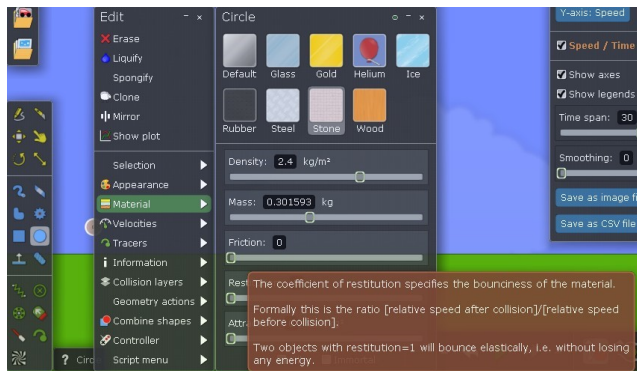 Edit
Erase
Liquify
Spongify
Clone
Mirror
Show plot
Selection
Appearance
Material
Velocities
Tracers
Information
Collision layers
Geometry actions
Combine shapes
Controller
Script menu
Circle
Default
Glass
Gold
Helium
Ice
Rubber
Steel
Stone
Wood
Density: 2.4 kg/m²
Mass: 0.301593 kg
Friction: 0
The coefficient of restitution specifies the bounciness of the material.
Formally this is the ratio [relative speed after collision]/[relative speed
before collision].
Two objects with restitution=1 will bounce elastically, i.e. without losing
any energy.
Y-axis: Speed
Speed / Time
Show axes
Show legends
Time span: 30
Smoothing: 0
Save as image
Save as CSV file
?